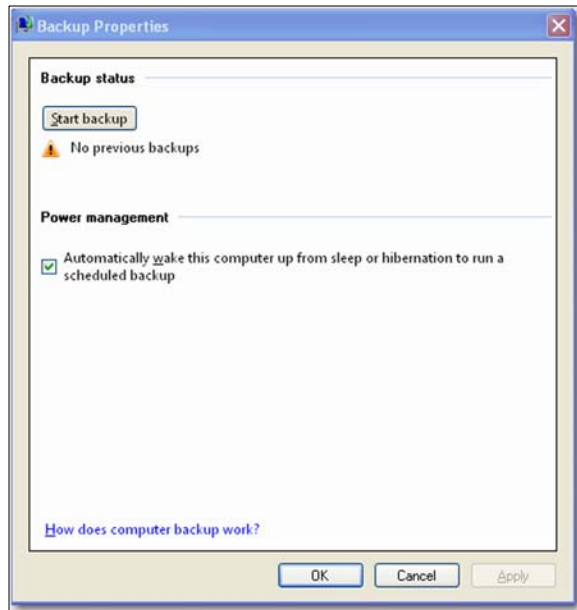 Backup Properties
Backup status
Start backup
No previous backups
Power management
Automatically wake this computer up from sleep or hibernation to run a
scheduled backup
How does computer backup work?
OK Cancel Apply